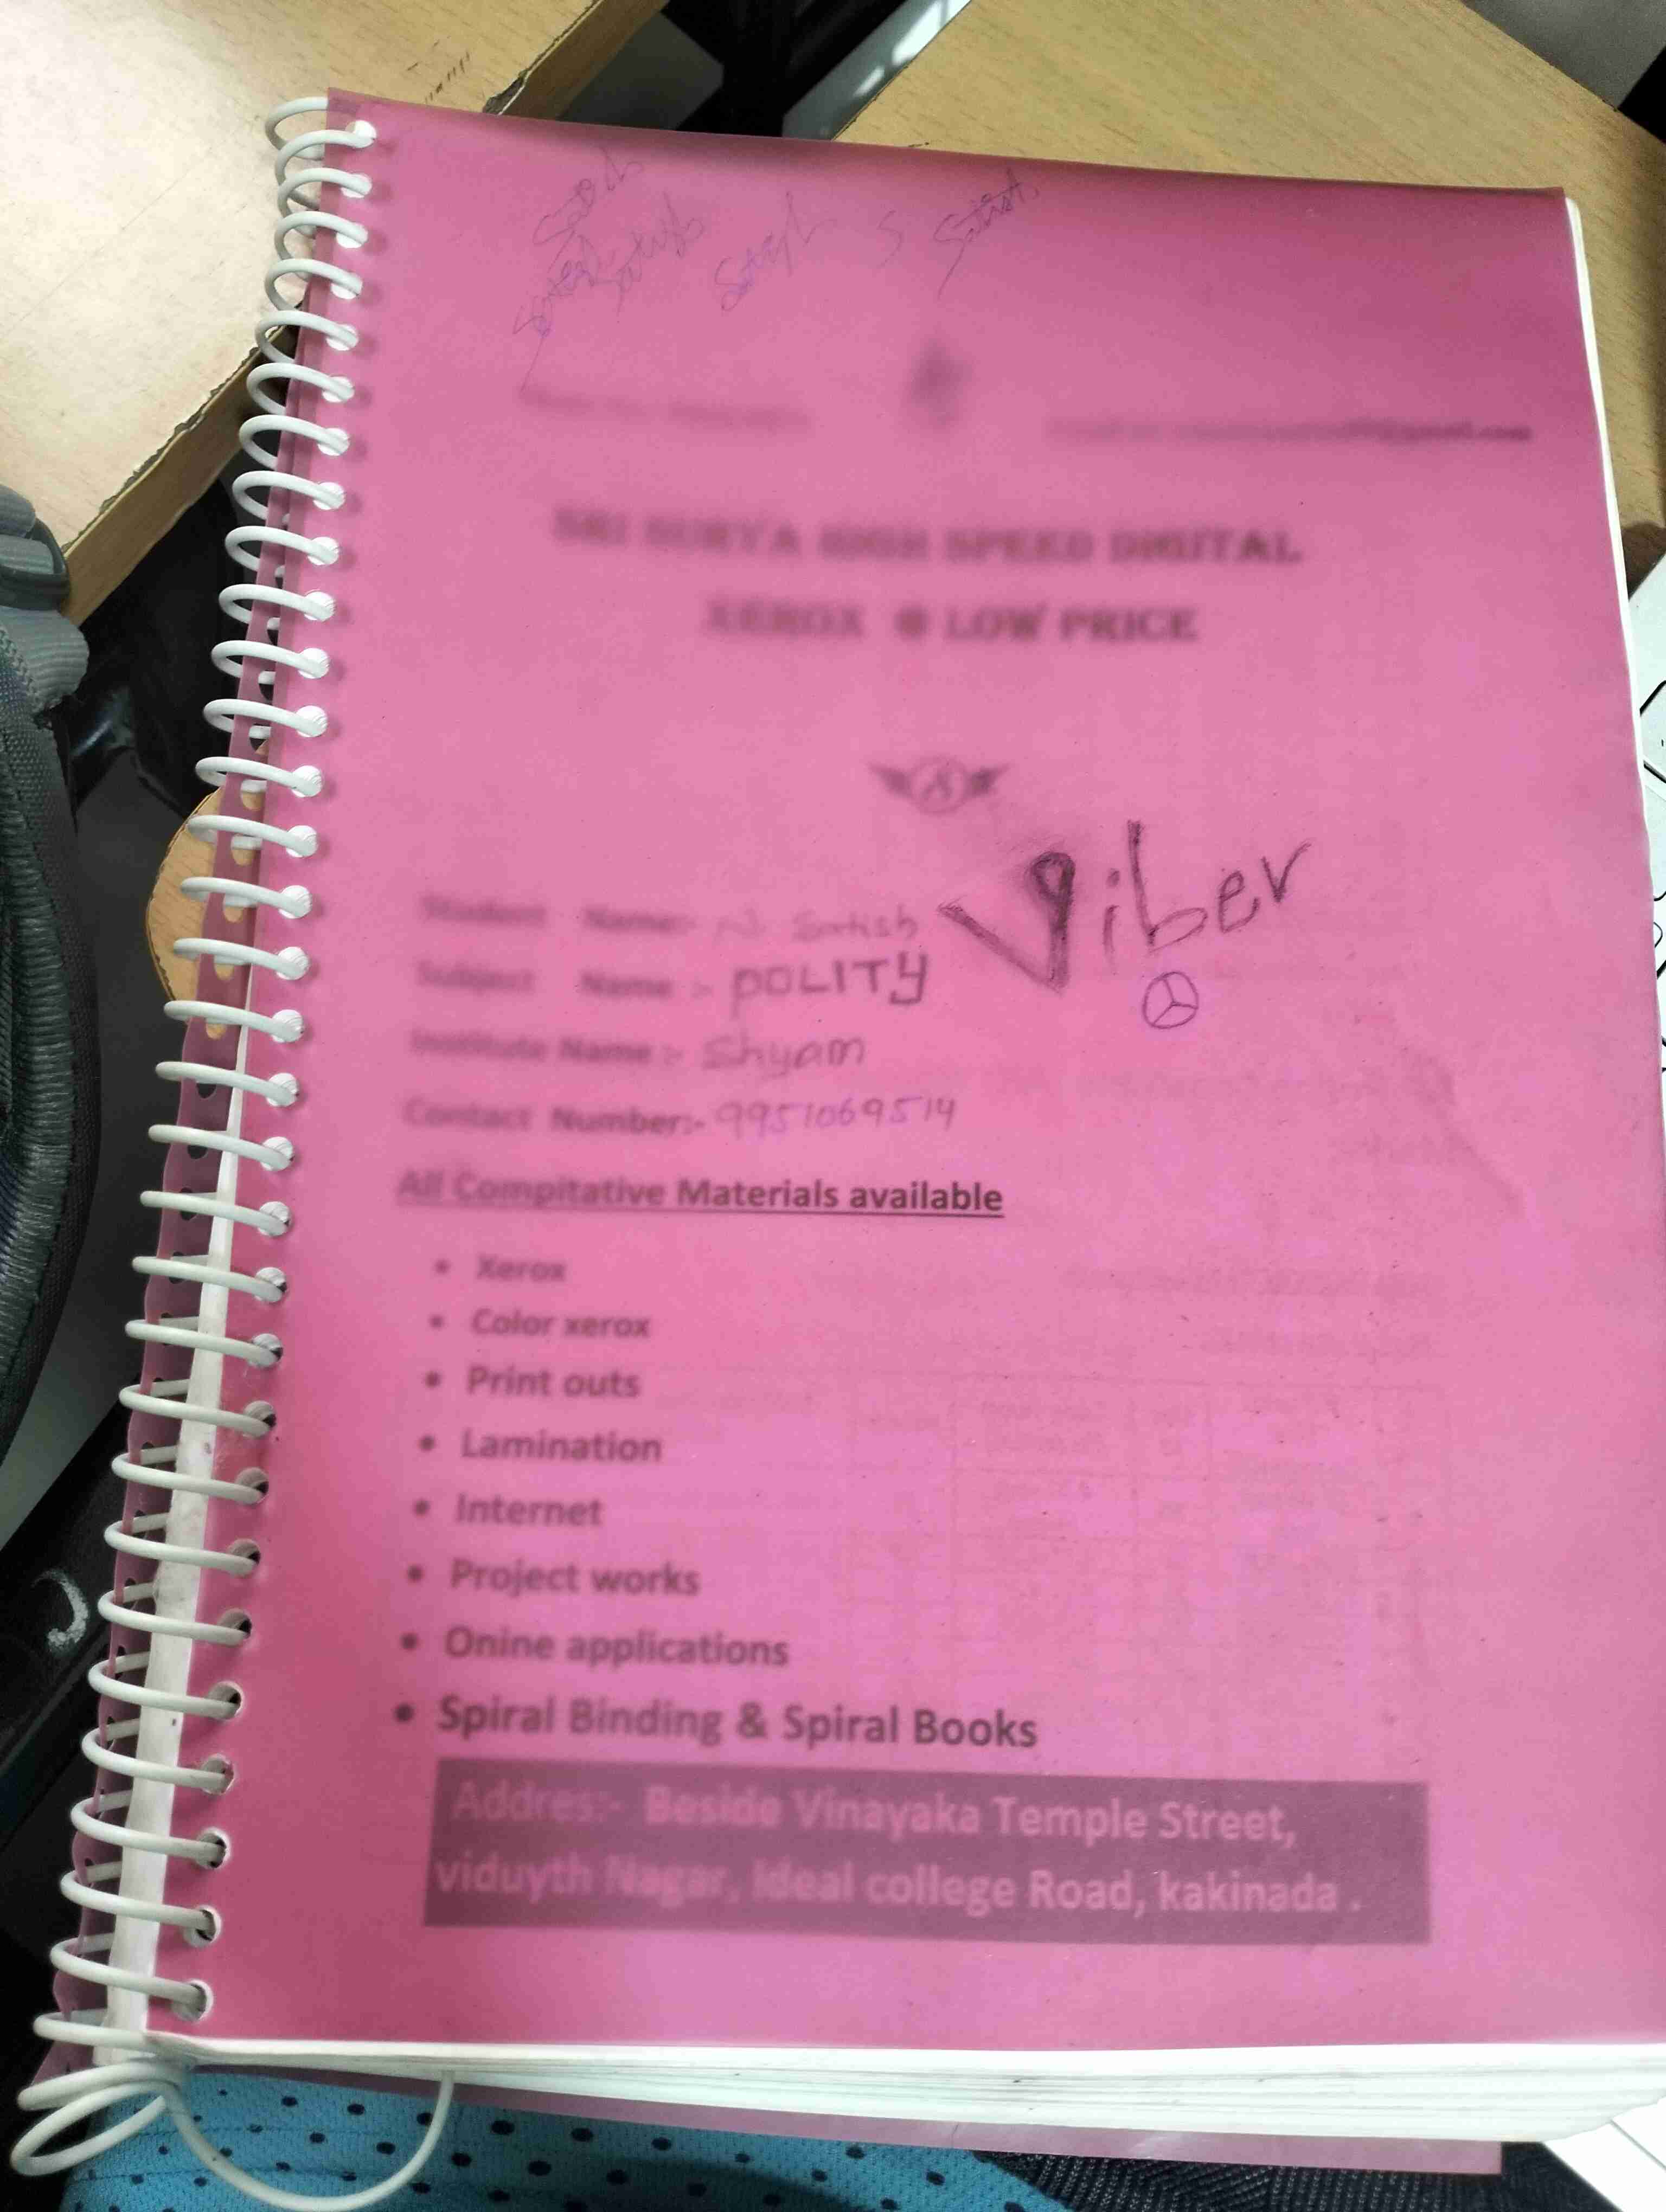 Satish
Satish Satish S Satish
SRI SURYA HIGH SPEED DIGITAL
XEROX @ LOW PRICE
Viber
Student Name:- N. Satish
Subject Name :- POLITY
Institute Name :- Shyam
Contact Number:- 9951069514
All Compitative Materials available
• Xerox
• Color xerox
• Print outs
• Lamination
• Internet
• Project works
• Onine applications
• Spiral Binding & Spiral Books
Addres:- Beside Vinayaka Temple Street,
viduyth Nagar, Ideal college Road, kakinada .